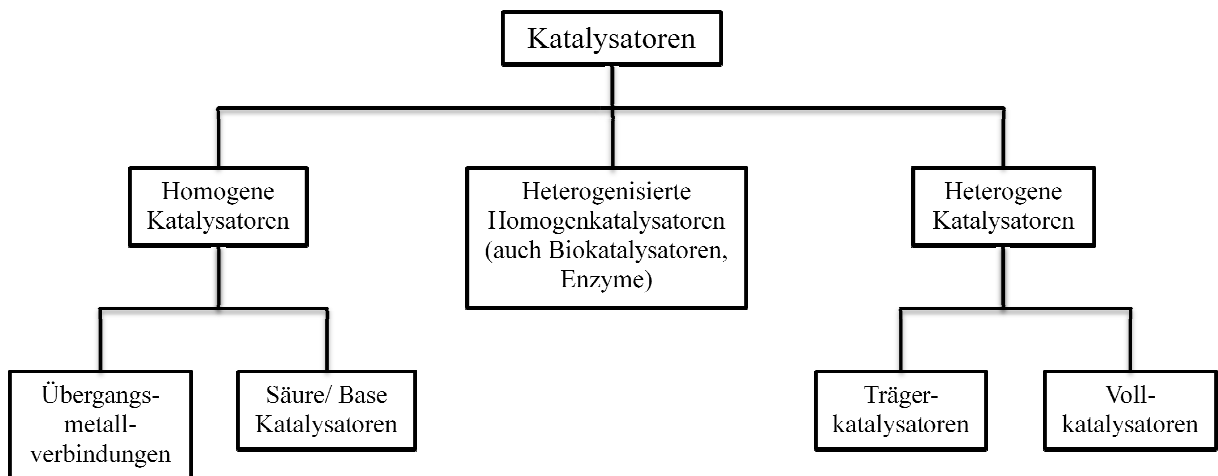 Katalysatoren
Homogene
Katalysatoren
Heterogenisierte
Homogenkatalysatoren
(auch Biokatalysatoren,
Enzyme)
Heterogene
Katalysatoren
Übergangs-
metall-
verbindungen
Säure/ Base
Katalysatoren
Träger-
katalysatoren
Voll-
katalysatoren